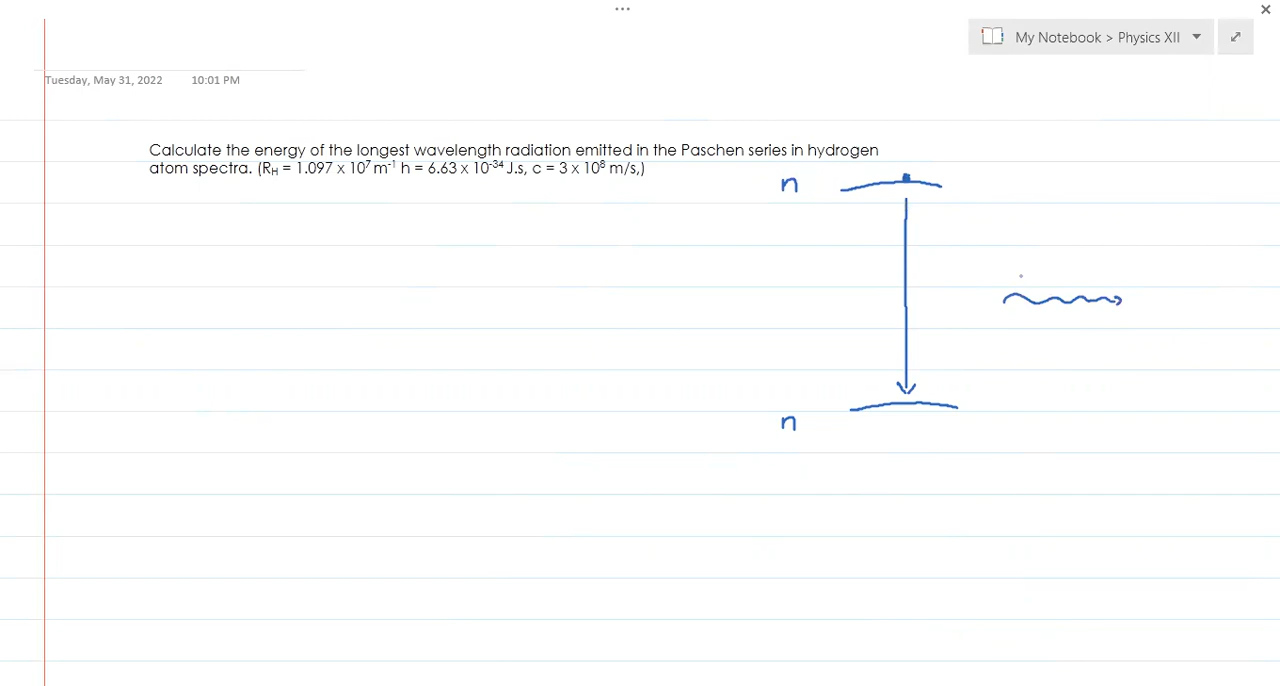 My Notebook > Physics XII
Tuesday, May 31, 2022 10:01 PM
Calculate the energy of the longest wavelength radiation emitted in the Paschen series in hydrogen
atom spectra. (R_H = 1.097 x 10⁷ m⁻¹ h = 6.63 x 10⁻³⁴ J.s, c = 3 x 10⁸ m/s,)
n
n